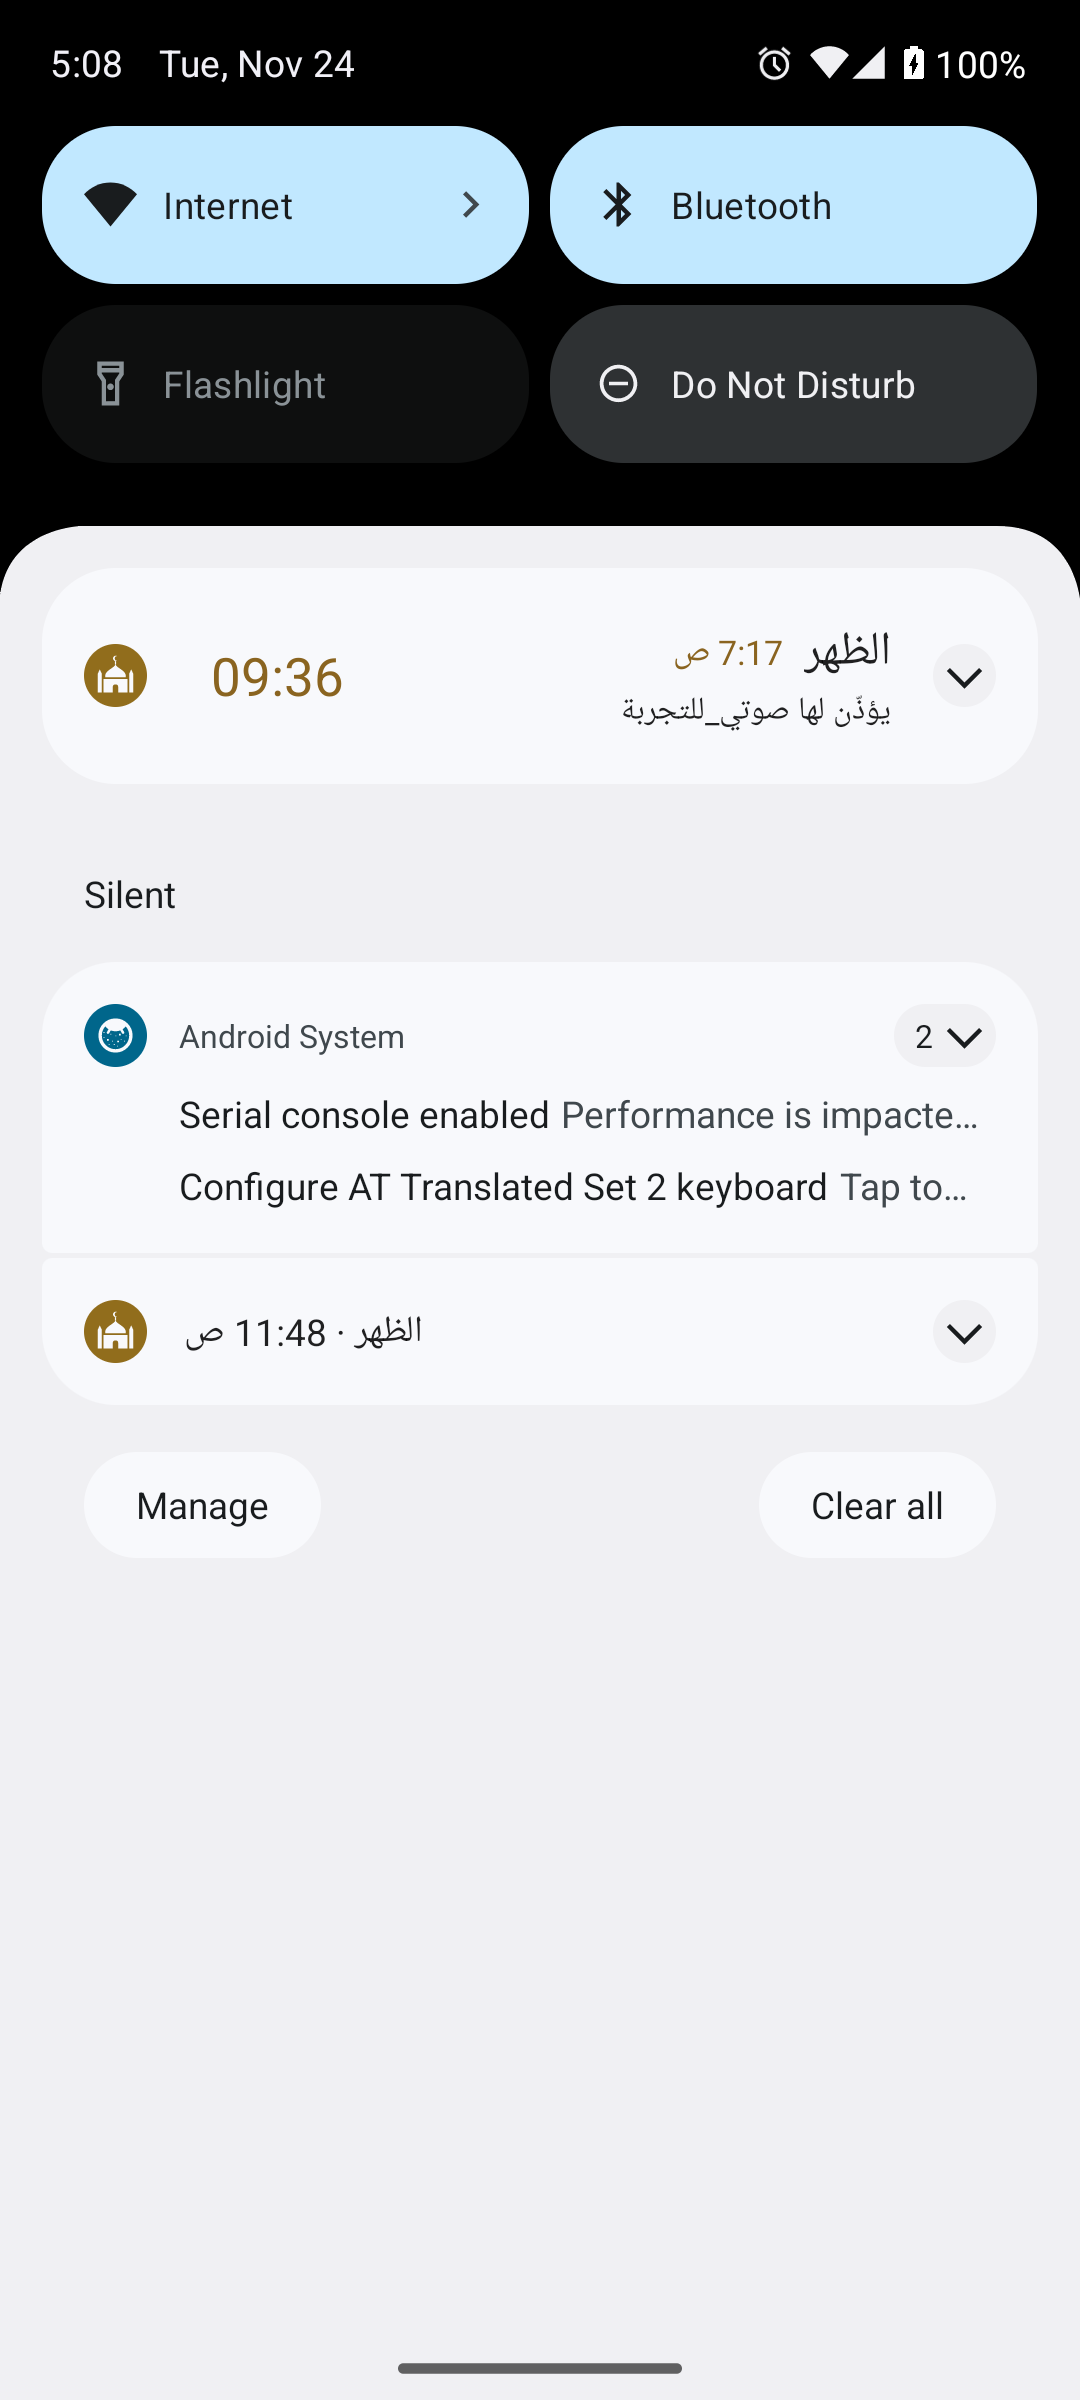 5:08 Tue, Nov 24 100%
Internet
Bluetooth
Flashlight
Do Not Disturb
الظهر 7:17 ص
09:36
يؤذّن لها صوتي_للتجربة
Silent
Android System 2
Serial console enabled Performance is impacte…
Configure AT Translated Set 2 keyboard Tap to…
الظهر · 11:48 ص
Manage
Clear all